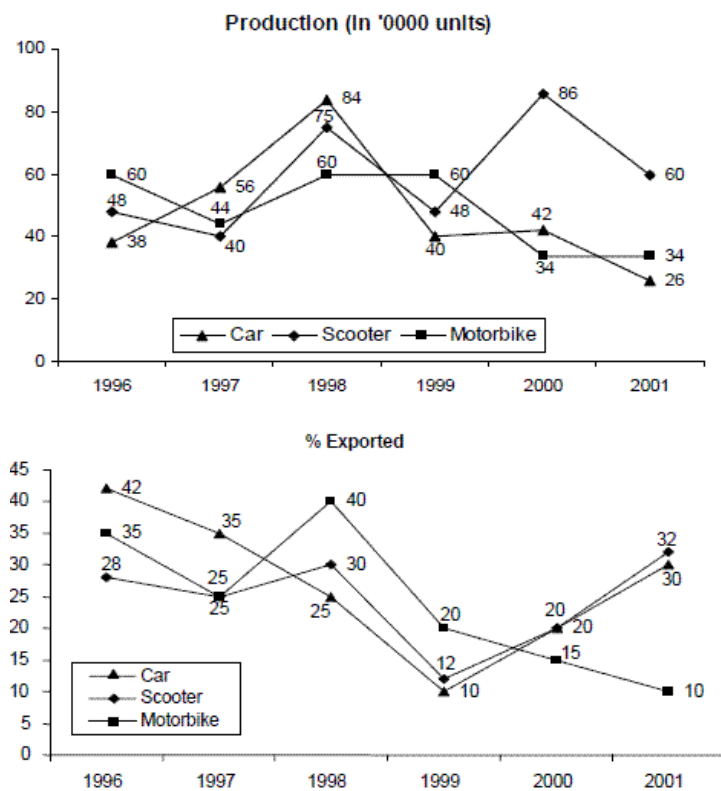 Production (in '0000 units)
100
84 86
80
75
60 60 60 60
56
60
48 44 48
42
40
38 40 40 34 34
26
20
Car Scooter Motorbike
0
1996 1997 1998 1999 2000 2001
% Exported
45
42
40 40
35 35 35
32
30 28 30 30
25 25
25 25
20 20 20 20
15 15
12
Car
10 Scooter 10 10
5 Motorbike
0
1996 1997 1998 1999 2000 2001